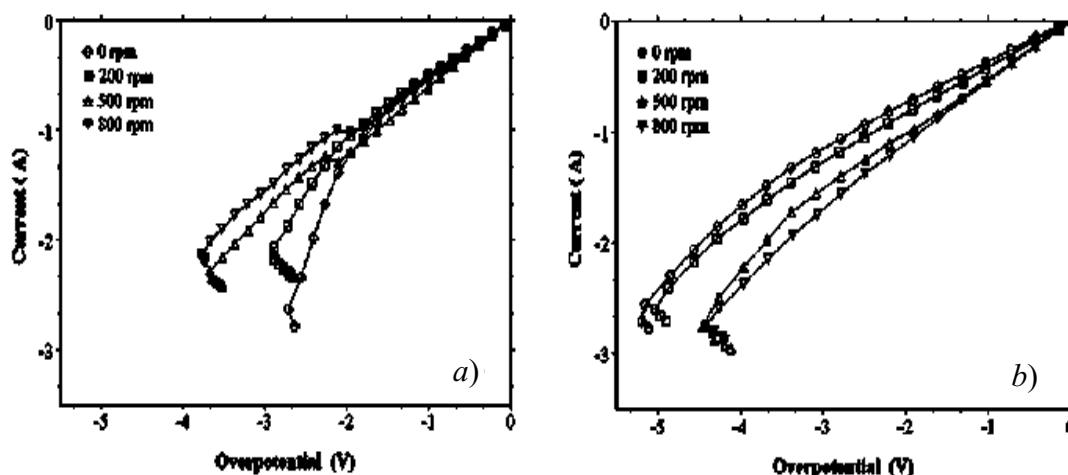 0
-1
-2
-3
Current ( A)
0 rpm
200 rpm
500 rpm
800 rpm
-5
-4
-3
-2
-1
0
Overpotential (V)
a)
0
-1
-2
-3
Current ( A)
0 rpm
200 rpm
500 rpm
800 rpm
-5
-4
-3
-2
-1
0
Overpotential (V)
b)